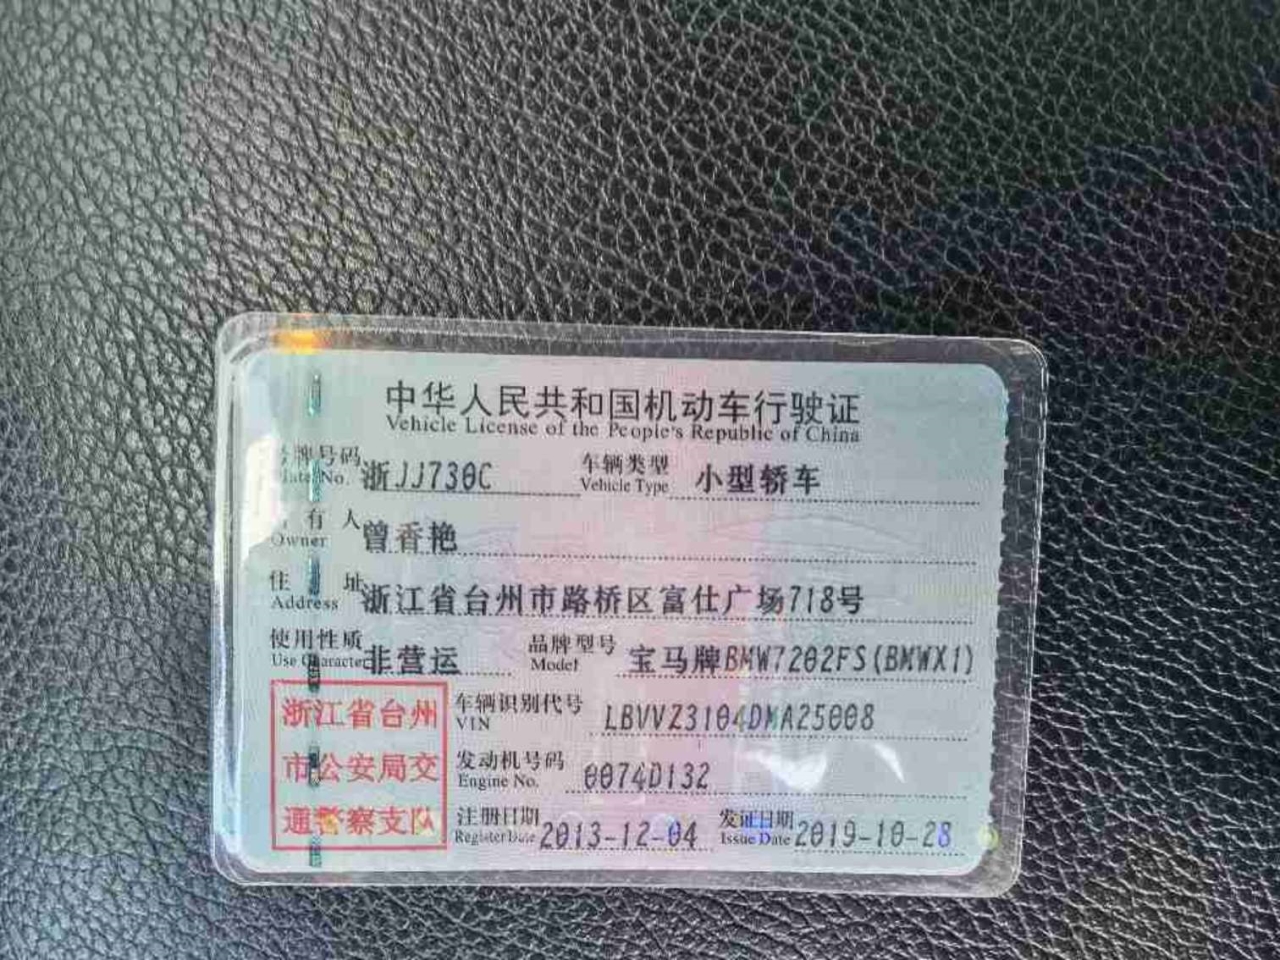 中华人民共和国机动车行驶证
Vehicle License of the People's Republic of China
牌号码 浙JJ730C 车辆类型 小型轿车
Plate No. Vehicle Type
有 人 曾香艳
Owner
住 址 浙江省台州市路桥区富仕广场718号
Address
使用性质 非营运 品牌型号 宝马牌BMW7202FS(BMWX1)
Use Character Model
浙江省台州 车辆识别代号 LBVVZ3104DMA25008
VIN
市公安局交 发动机号码 0074D132
Engine No.
通警察支队 注册日期 2013-12-04 发证日期 2019-10-28
Register Date Issue Date